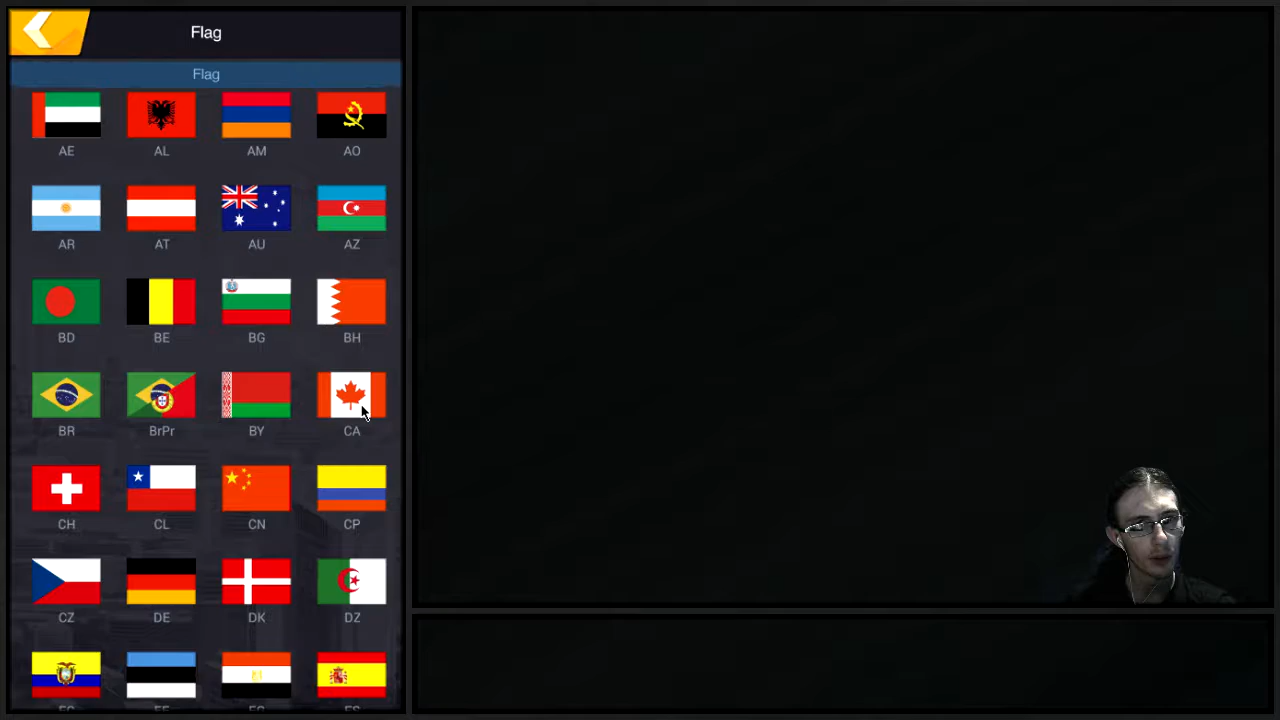 Flag
Flag
AE AL AM AO
AR AT AU AZ
BD BE BG BH
BR BrPr BY CA
CH CL CN CP
CZ DE DK DZ